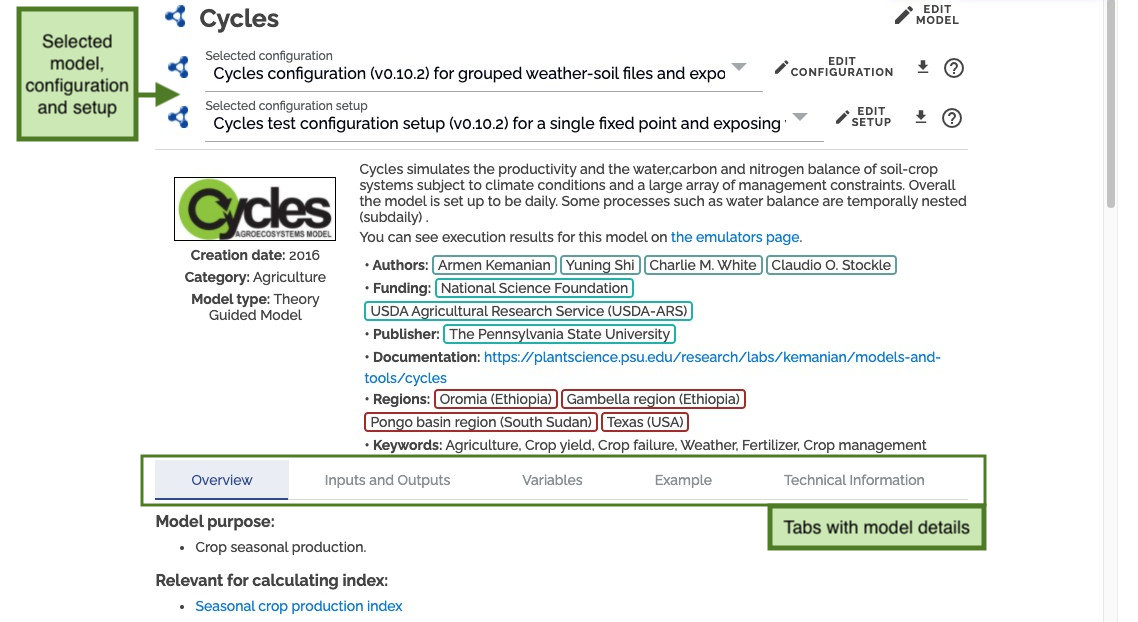 Selected
model,
configuration
and setup
Cycles
EDIT
MODEL
Selected configuration
Cycles configuration (v0.10.2) for grouped weather-soil files and expo
EDIT
CONFIGURATION
Selected configuration setup
Cycles test configuration setup (v0.10.2) for a single fixed point and exposing
EDIT
SETUP
Cycles
AGROECOSYSTEMS MODEL
Creation date: 2016
Category: Agriculture
Model type: Theory
Guided Model
Cycles simulates the productivity and the water,carbon and nitrogen balance of soil-crop
systems subject to climate conditions and a large array of management constraints. Overall
the model is set up to be daily. Some processes such as water balance are temporally nested
(subdaily) .
You can see execution results for this model on the emulators page.
• Authors: Armen Kemanian Yuning Shi Charlie M. White Claudio O. Stockle
• Funding: National Science Foundation
USDA Agricultural Research Service (USDA-ARS)
• Publisher: The Pennsylvania State University
• Documentation: https://plantscience.psu.edu/research/labs/kemanian/models-and-
tools/cycles
• Regions: Oromia (Ethiopia) Gambella region (Ethiopia)
Pongo basin region (South Sudan) Texas (USA)
• Keywords: Agriculture, Crop yield, Crop failure, Weather, Fertilizer, Crop management
Overview Inputs and Outputs Variables Example Technical Information
Tabs with model details
Model purpose:
• Crop seasonal production.
Relevant for calculating index:
• Seasonal crop production index